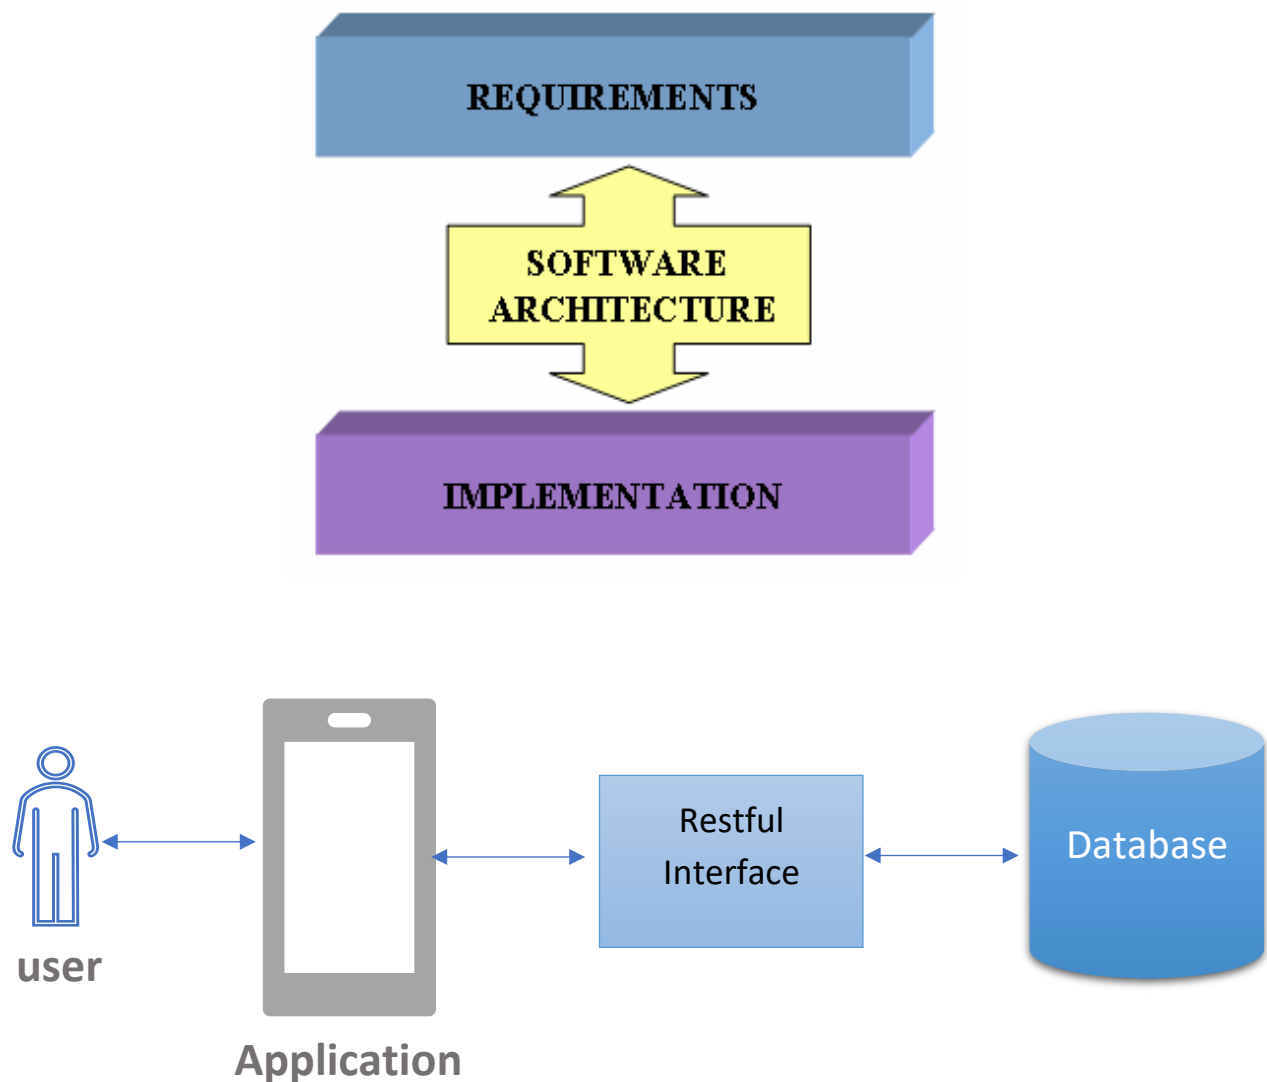 REQUIREMENTS
SOFTWARE
ARCHITECTURE
IMPLEMENTATION
Restful
Interface
Database
user
Application